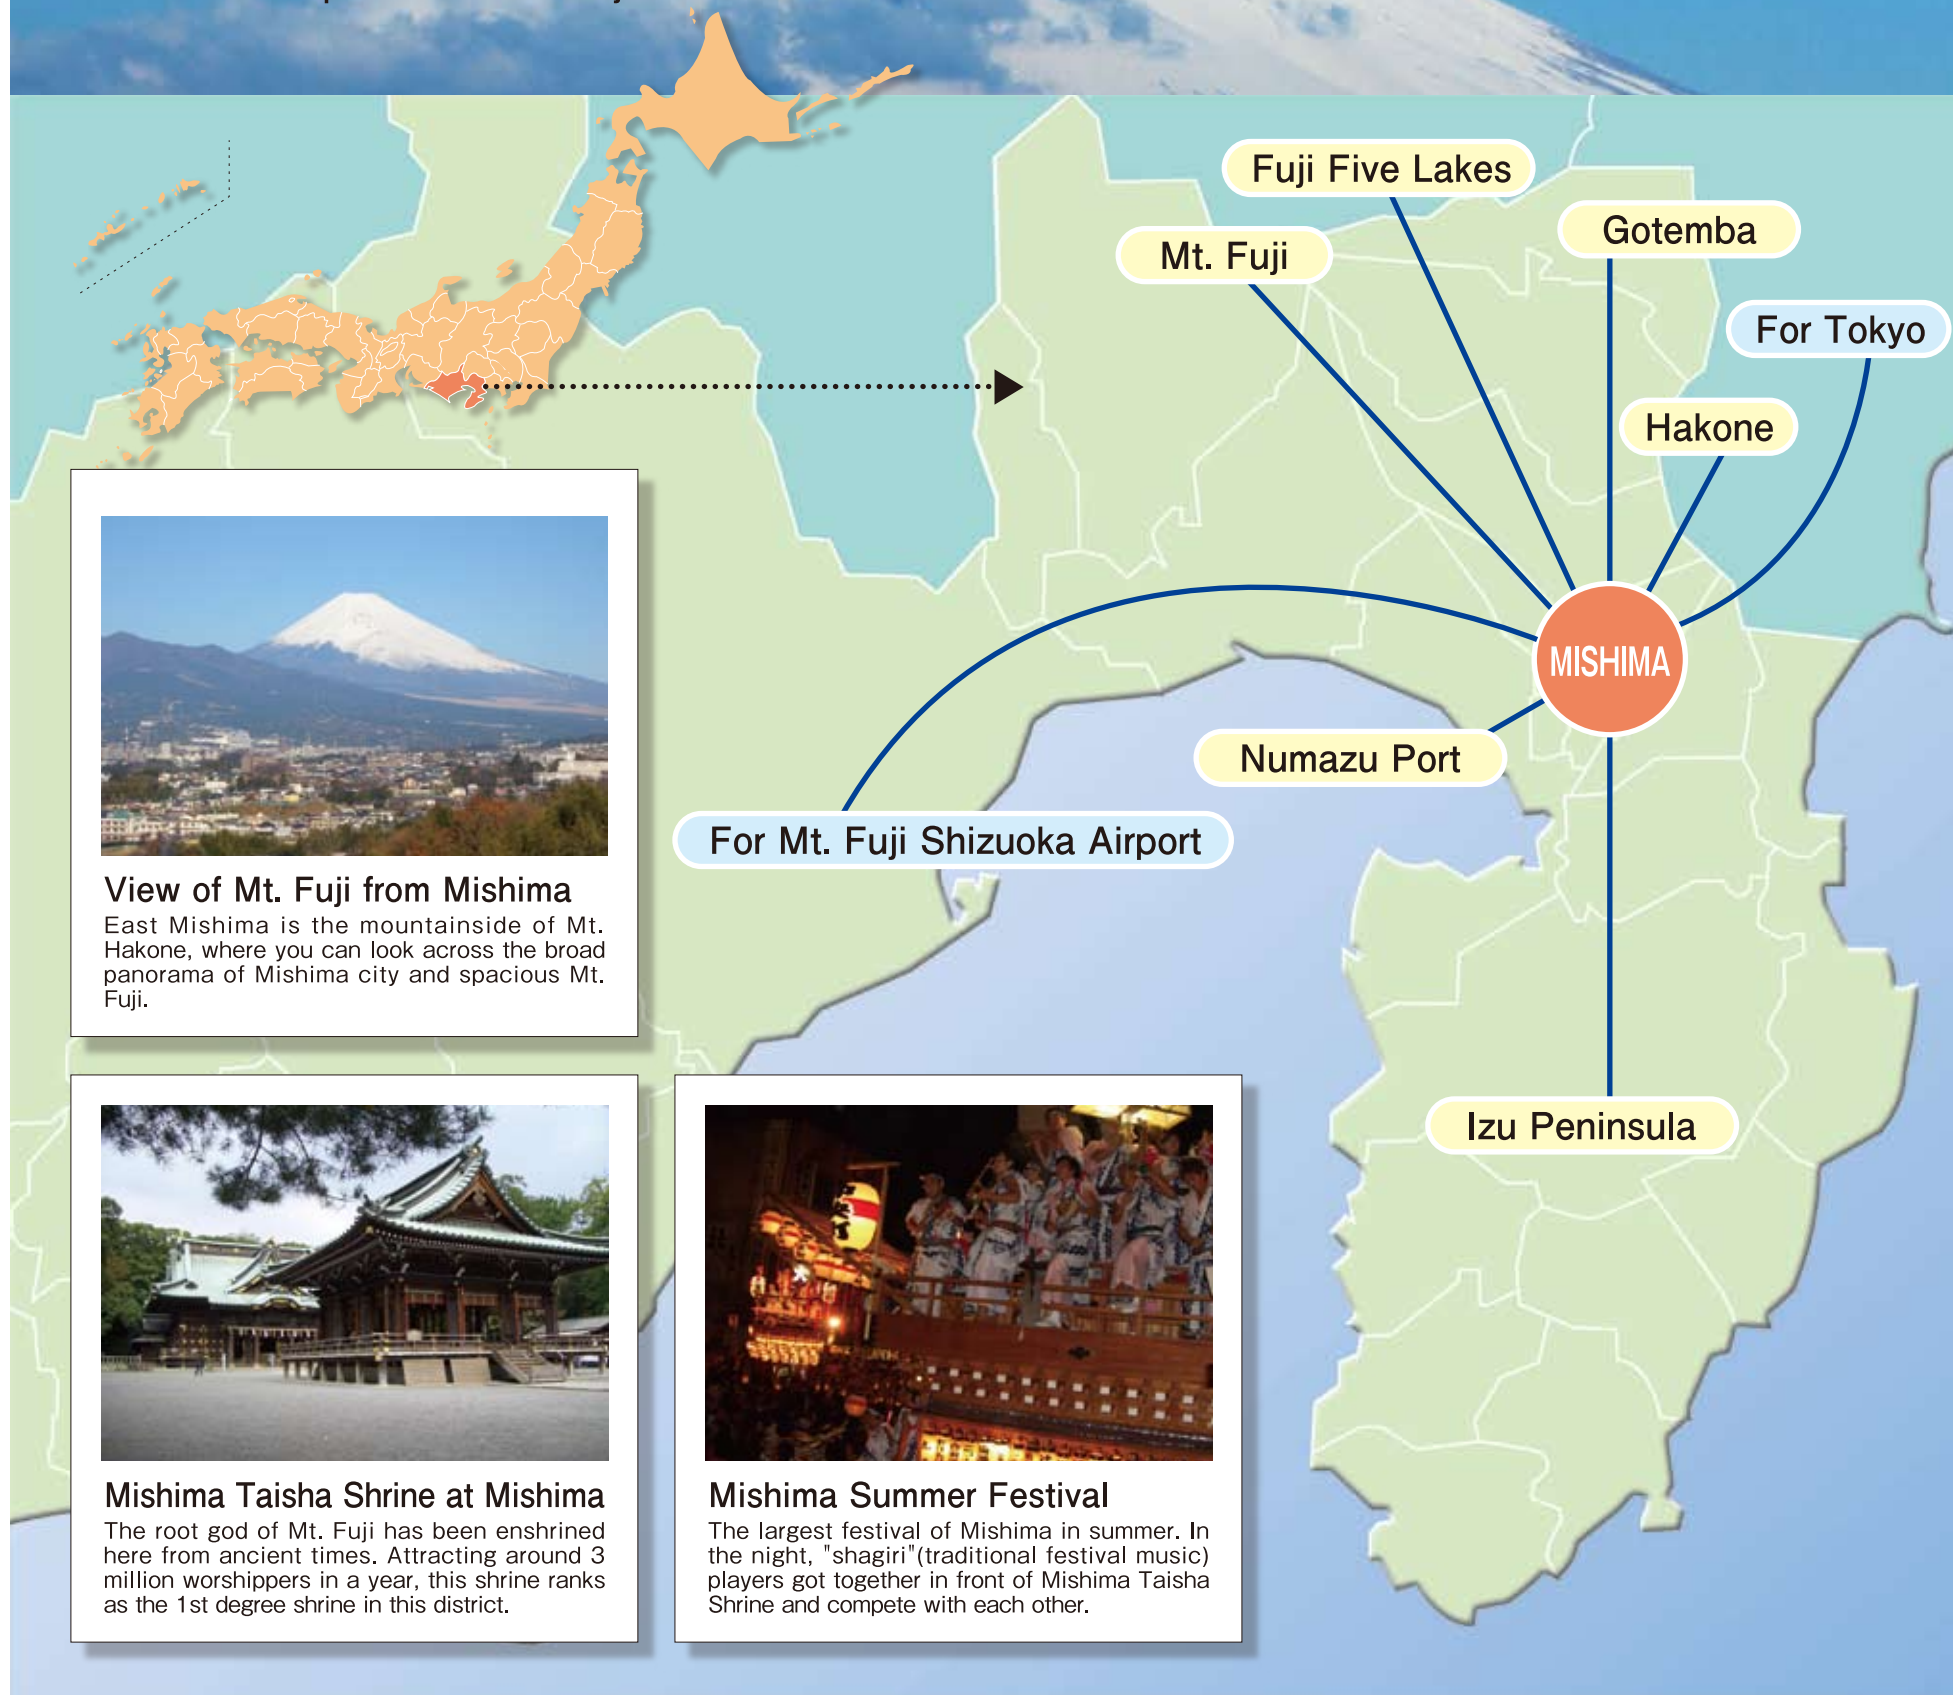 Fuji Five Lakes
Gotemba
Mt. Fuji
For Tokyo
Hakone
MISHIMA
Numazu Port
For Mt. Fuji Shizuoka Airport
Izu Peninsula
View of Mt. Fuji from Mishima
East Mishima is the mountainside of Mt.
Hakone, where you can look across the broad
panorama of Mishima city and spacious Mt.
Fuji.
Mishima Taisha Shrine at Mishima
The root god of Mt. Fuji has been enshrined
here from ancient times. Attracting around 3
million worshippers in a year, this shrine ranks
as the 1st degree shrine in this district.
Mishima Summer Festival
The largest festival of Mishima in summer. In
the night, "shagiri"(traditional festival music)
players got together in front of Mishima Taisha
Shrine and compete with each other.